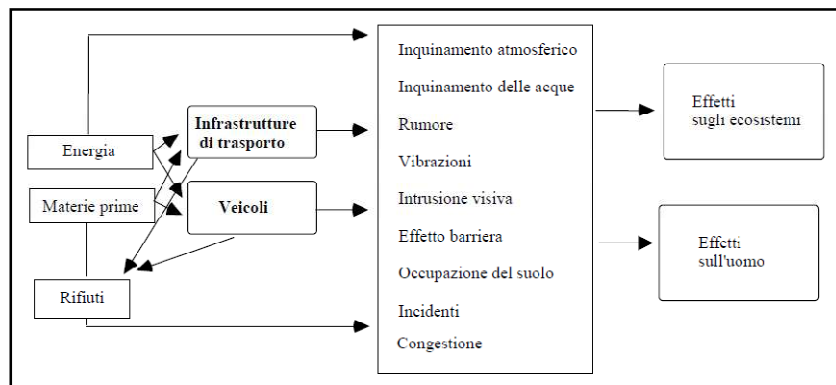 Energia
Materie prime
Rifiuti
Infrastrutture
di trasporto
Veicoli
Inquinamento atmosferico
Inquinamento delle acque
Rumore
Vibrazioni
Intrusione visiva
Effetto barriera
Occupazione del suolo
Incidenti
Congestione
Effetti
sugli ecosistemi
Effetti
sull'uomo